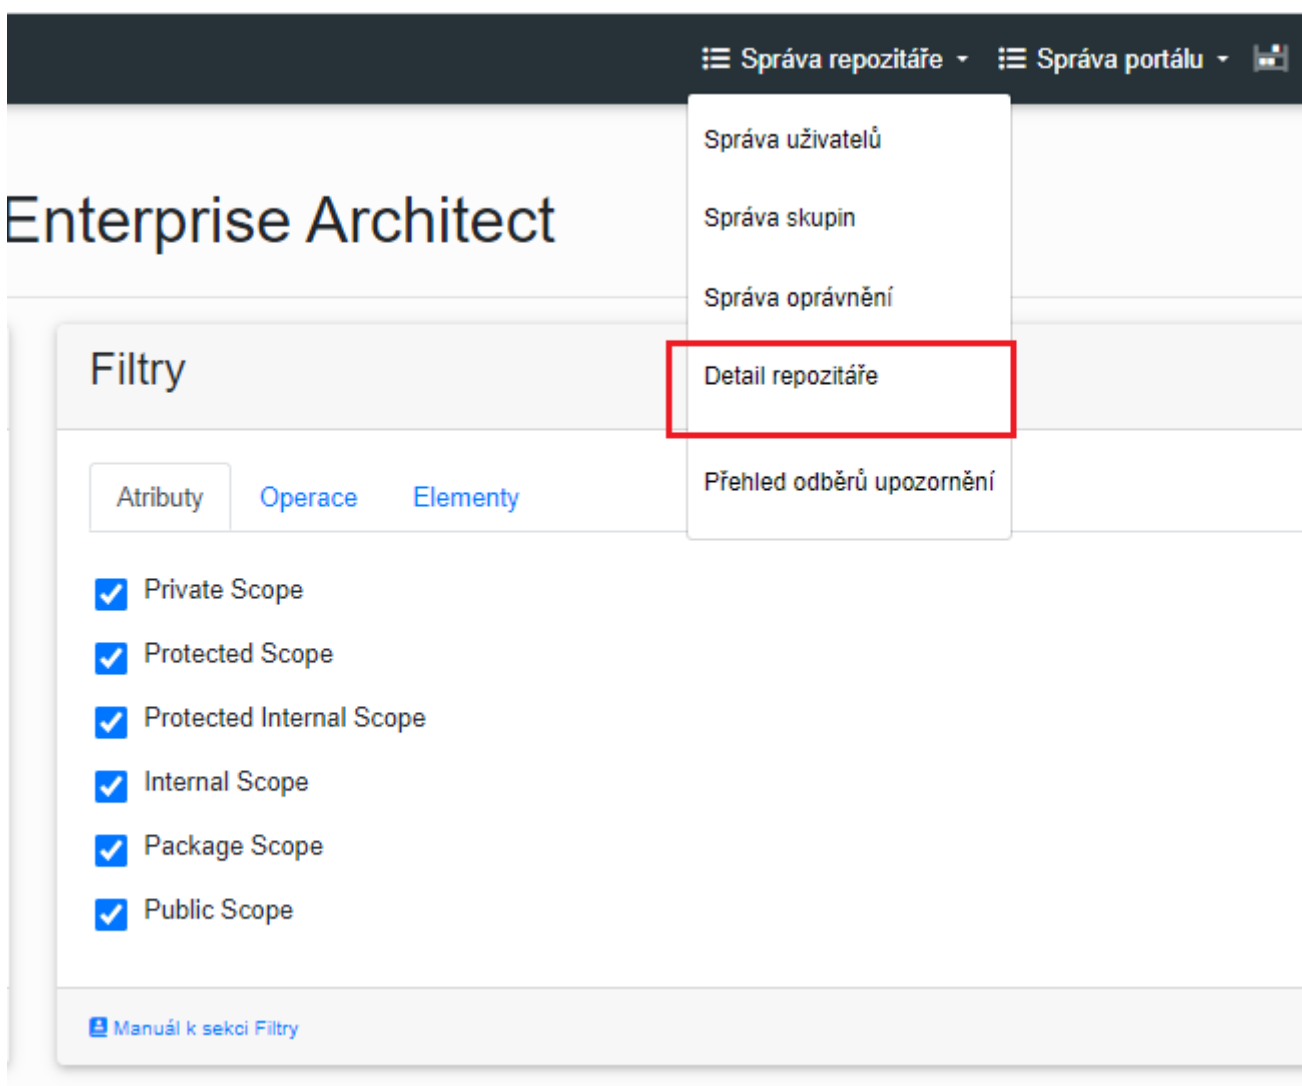 Správa repozitáře
Správa portálu
Správa uživatelů
Správa skupin
Správa oprávnění
Detail repozitáře
Přehled odběrů upozornění
Enterprise Architect
Filtry
Atributy
Operace
Elementy
Private Scope
Protected Scope
Protected Internal Scope
Internal Scope
Package Scope
Public Scope
Manuál k sekci Filtry